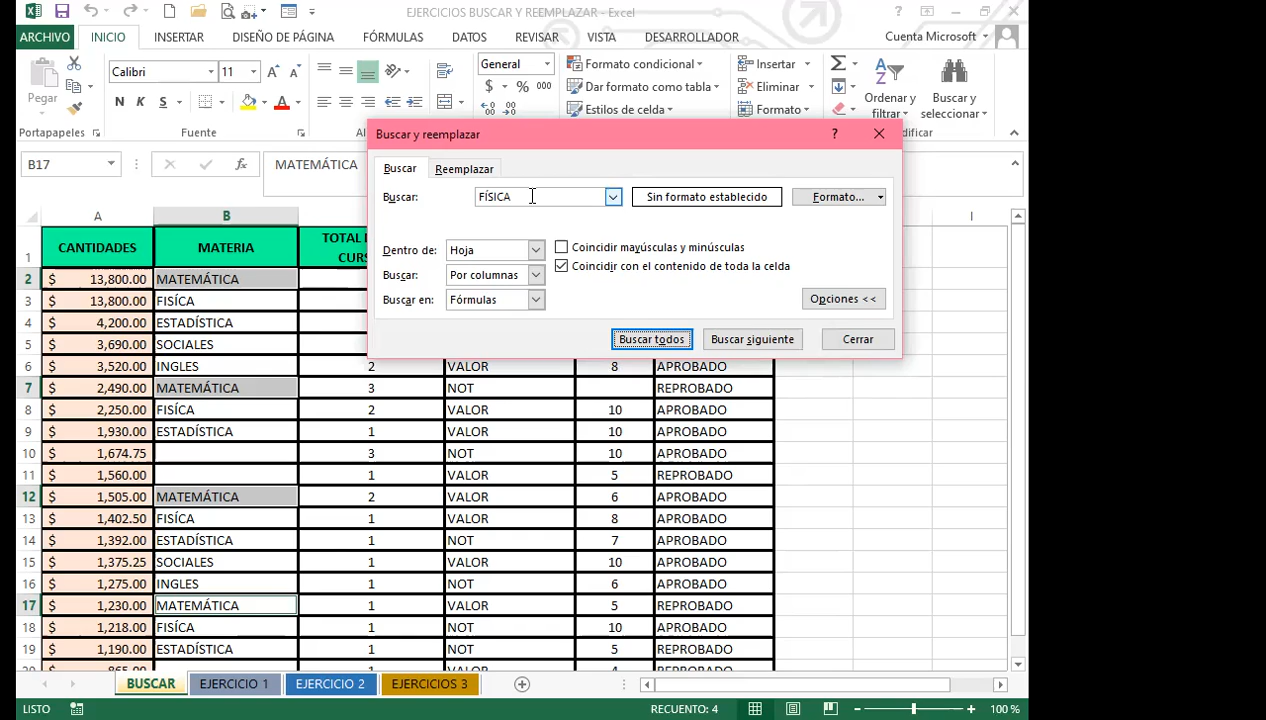 EJERCICIOS BUSCAR Y REEMPLAZAR - Excel
ARCHIVO INICIO INSERTAR DISEÑO DE PÁGINA FÓRMULAS DATOS REVISAR VISTA DESARROLLADOR Cuenta Microsoft
Pegar
Calibri 11
N K S
General
$ % 000
Formato condicional
Dar formato como tabla
Estilos de celda
Insertar
Eliminar
Formato
Ordenar y filtrar
Buscar y seleccionar
Portapapeles Fuente
B17 MATEMÁTICA
Buscar y reemplazar
Buscar Reemplazar
Buscar: FÍSICA Sin formato establecido Formato...
Dentro de: Hoja Coincidir mayúsculas y minúsculas
Buscar: Por columnas Coincidir con el contenido de toda la celda
Buscar en: Fórmulas Opciones <<
Buscar todos Buscar siguiente Cerrar
A B I
1 CANTIDADES MATERIA TOTAL
2 $ 13,800.00 MATEMÁTICA
3 $ 13,800.00 FISÍCA
4 $ 4,200.00 ESTADÍSTICA
5 $ 3,690.00 SOCIALES
6 $ 3,520.00 INGLES 2 VALOR 8 APROBADO
7 $ 2,490.00 MATEMÁTICA 3 NOT REPROBADO
8 $ 2,250.00 FISÍCA 2 VALOR 10 APROBADO
9 $ 1,930.00 ESTADÍSTICA 1 VALOR 10 APROBADO
10 $ 1,674.75 3 NOT 10 APROBADO
11 $ 1,560.00 1 VALOR 5 REPROBADO
12 $ 1,505.00 MATEMÁTICA 2 VALOR 6 APROBADO
13 $ 1,402.50 FISÍCA 1 VALOR 8 APROBADO
14 $ 1,392.00 ESTADÍSTICA 1 NOT 7 APROBADO
15 $ 1,375.25 SOCIALES 1 VALOR 10 APROBADO
16 $ 1,275.00 INGLES 1 NOT 6 APROBADO
17 $ 1,230.00 MATEMÁTICA 1 VALOR 5 REPROBADO
18 $ 1,218.00 FISÍCA 1 NOT 10 APROBADO
19 $ 1,190.00 ESTADÍSTICA 1 NOT 5 REPROBADO
BUSCAR EJERCICIO 1 EJERCICIO 2 EJERCICIOS 3
LISTO RECUENTO: 4 100 %